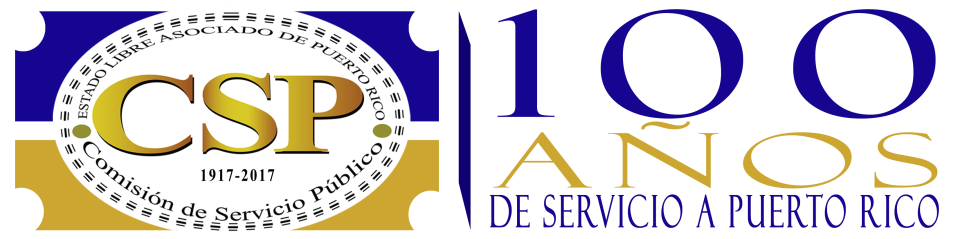 ESTADO LIBRE ASOCIADO DE PUERTO RICO
CSP
1917-2017
Comisión de Servicio Público
100
AÑOS
DE SERVICIO A PUERTO RICO